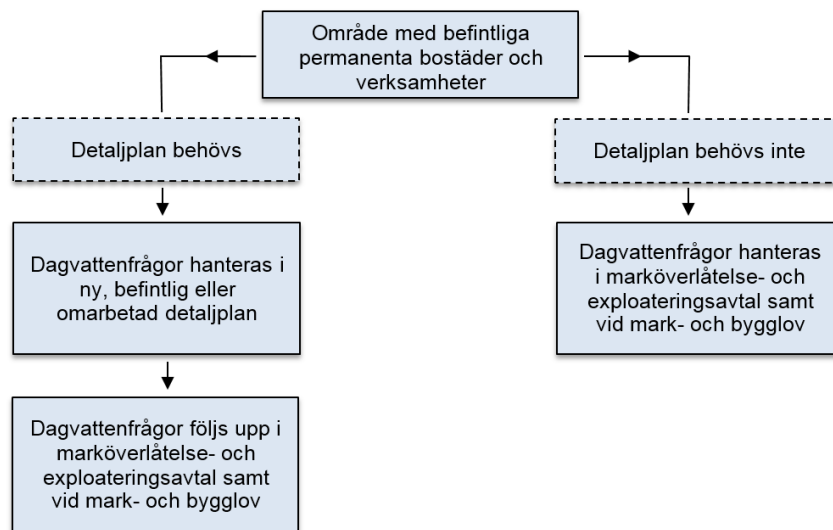 Område med befintliga
permanenta bostäder och
verksamheter
Detaljplan behövs
Detaljplan behövs inte
Dagvattenfrågor hanteras i
ny, befintlig eller
omarbetad detaljplan
Dagvattenfrågor hanteras
i marköverlåtelse- och
exploateringsavtal samt
vid mark- och bygglov
Dagvattenfrågor följs upp i
marköverlåtelse- och
exploateringsavtal samt
vid mark- och bygglov